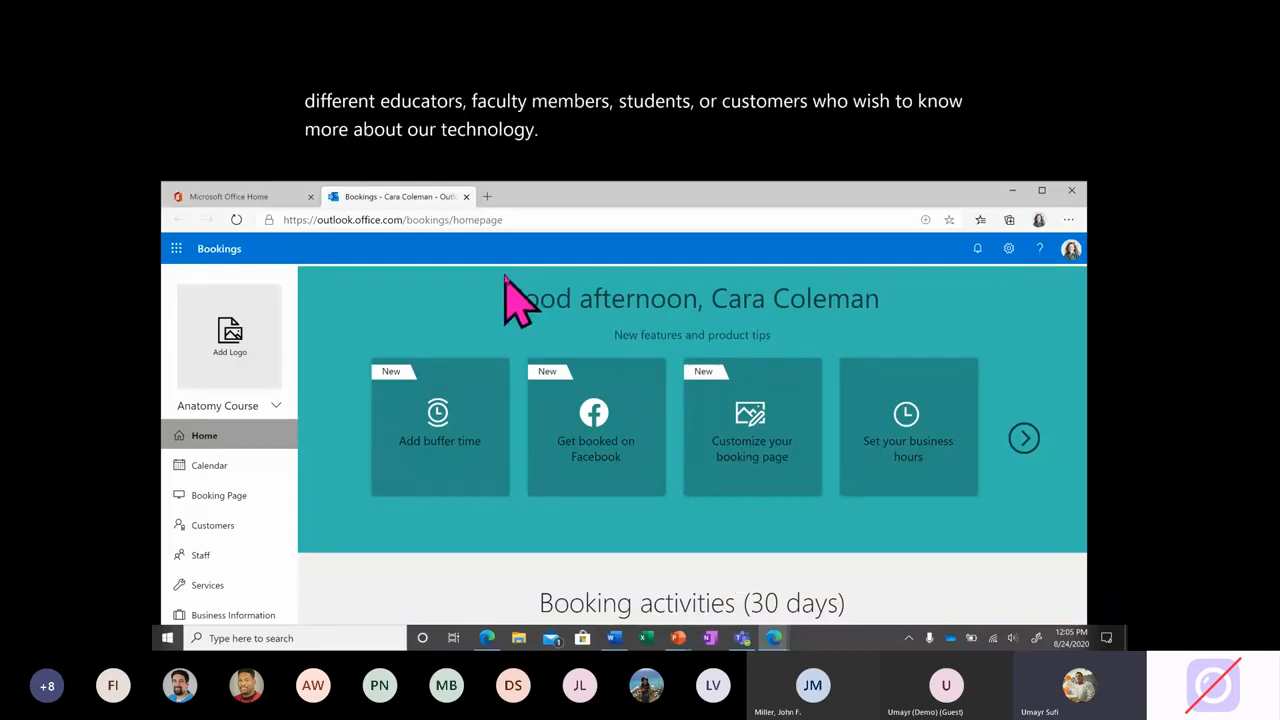 different educators, faculty members, students, or customers who wish to know
more about our technology.
Microsoft Office Home
Bookings - Cara Coleman - Outl
https://outlook.office.com/bookings/homepage
Bookings
Add Logo
Anatomy Course
Home
Calendar
Booking Page
Customers
Staff
Services
Business Information
ood afternoon, Cara Coleman
New features and product tips
New
Add buffer time
New
Get booked on
Facebook
New
Customize your
booking page
Set your business
hours
Booking activities (30 days)
Type here to search
12:05 PM
8/24/2020
+8
FI
AW
PN
MB
DS
JL
LV
JM
Miller, John F.
U
Umayr (Demo) (Guest)
Umayr Sufi